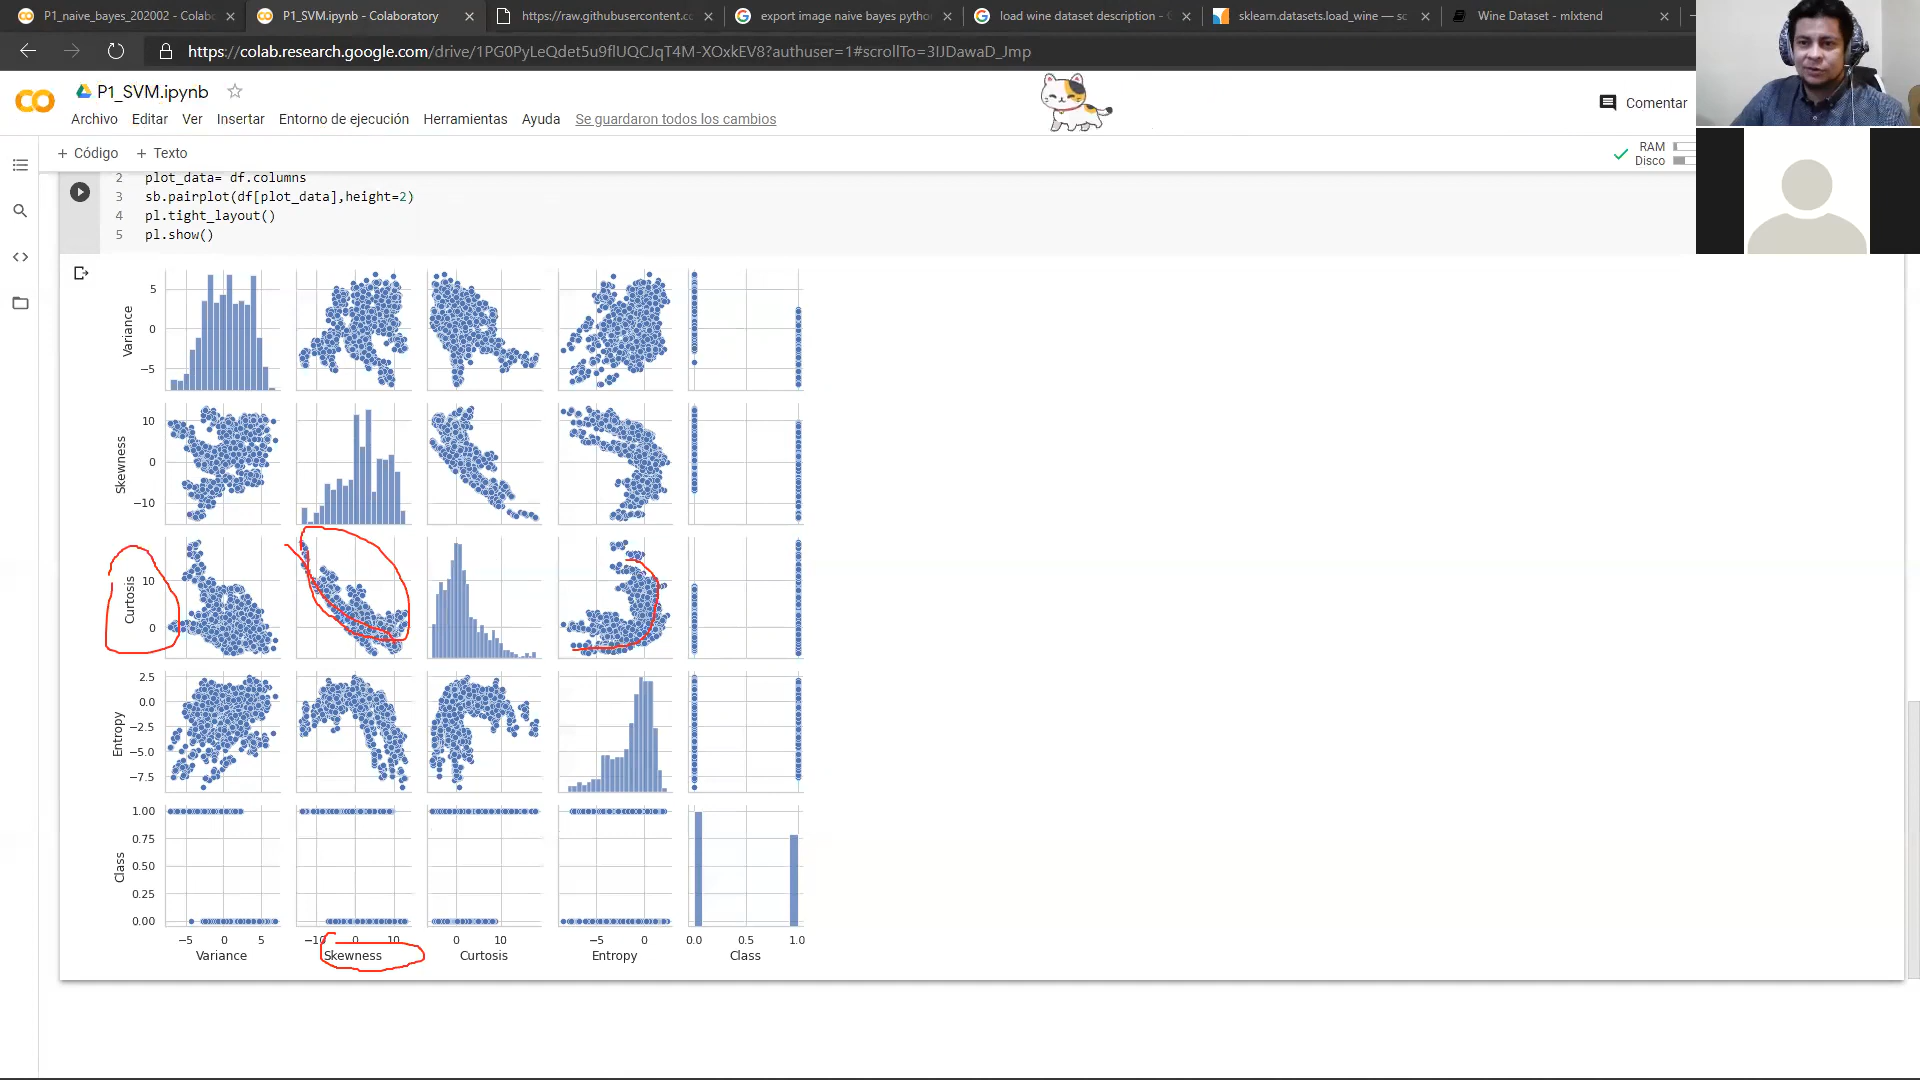 P1_naive_bayes_202002 - Colab
P1_SVM.ipynb - Colaboratory
https://raw.githubusercontent.cc
export image naive bayes python
load wine dataset description -
sklearn.datasets.load_wine — sc
Wine Dataset - mlxtend
https://colab.research.google.com/drive/1PG0PyLeQdet5u9flUQCJqT4M-XOxkEV8?authuser=1#scrollTo=3IJDawaD_Jmp
P1_SVM.ipynb
Archivo Editar Ver Insertar Entorno de ejecución Herramientas Ayuda Se guardaron todos los cambios
Comentar
+ Código + Texto
RAM
Disco
2 plot_data= df.columns
3 sb.pairplot(df[plot_data],height=2)
4 pl.tight_layout()
5 pl.show()
Variance
5
0
−5
Skewness
10
0
−10
Curtosis
10
0
Entropy
2.5
0.0
−2.5
−5.0
−7.5
Class
1.00
0.75
0.50
0.25
0.00
−5 0 5 −10 0 10 0 10 −5 0 0.0 0.5 1.0
Variance Skewness Curtosis Entropy Class